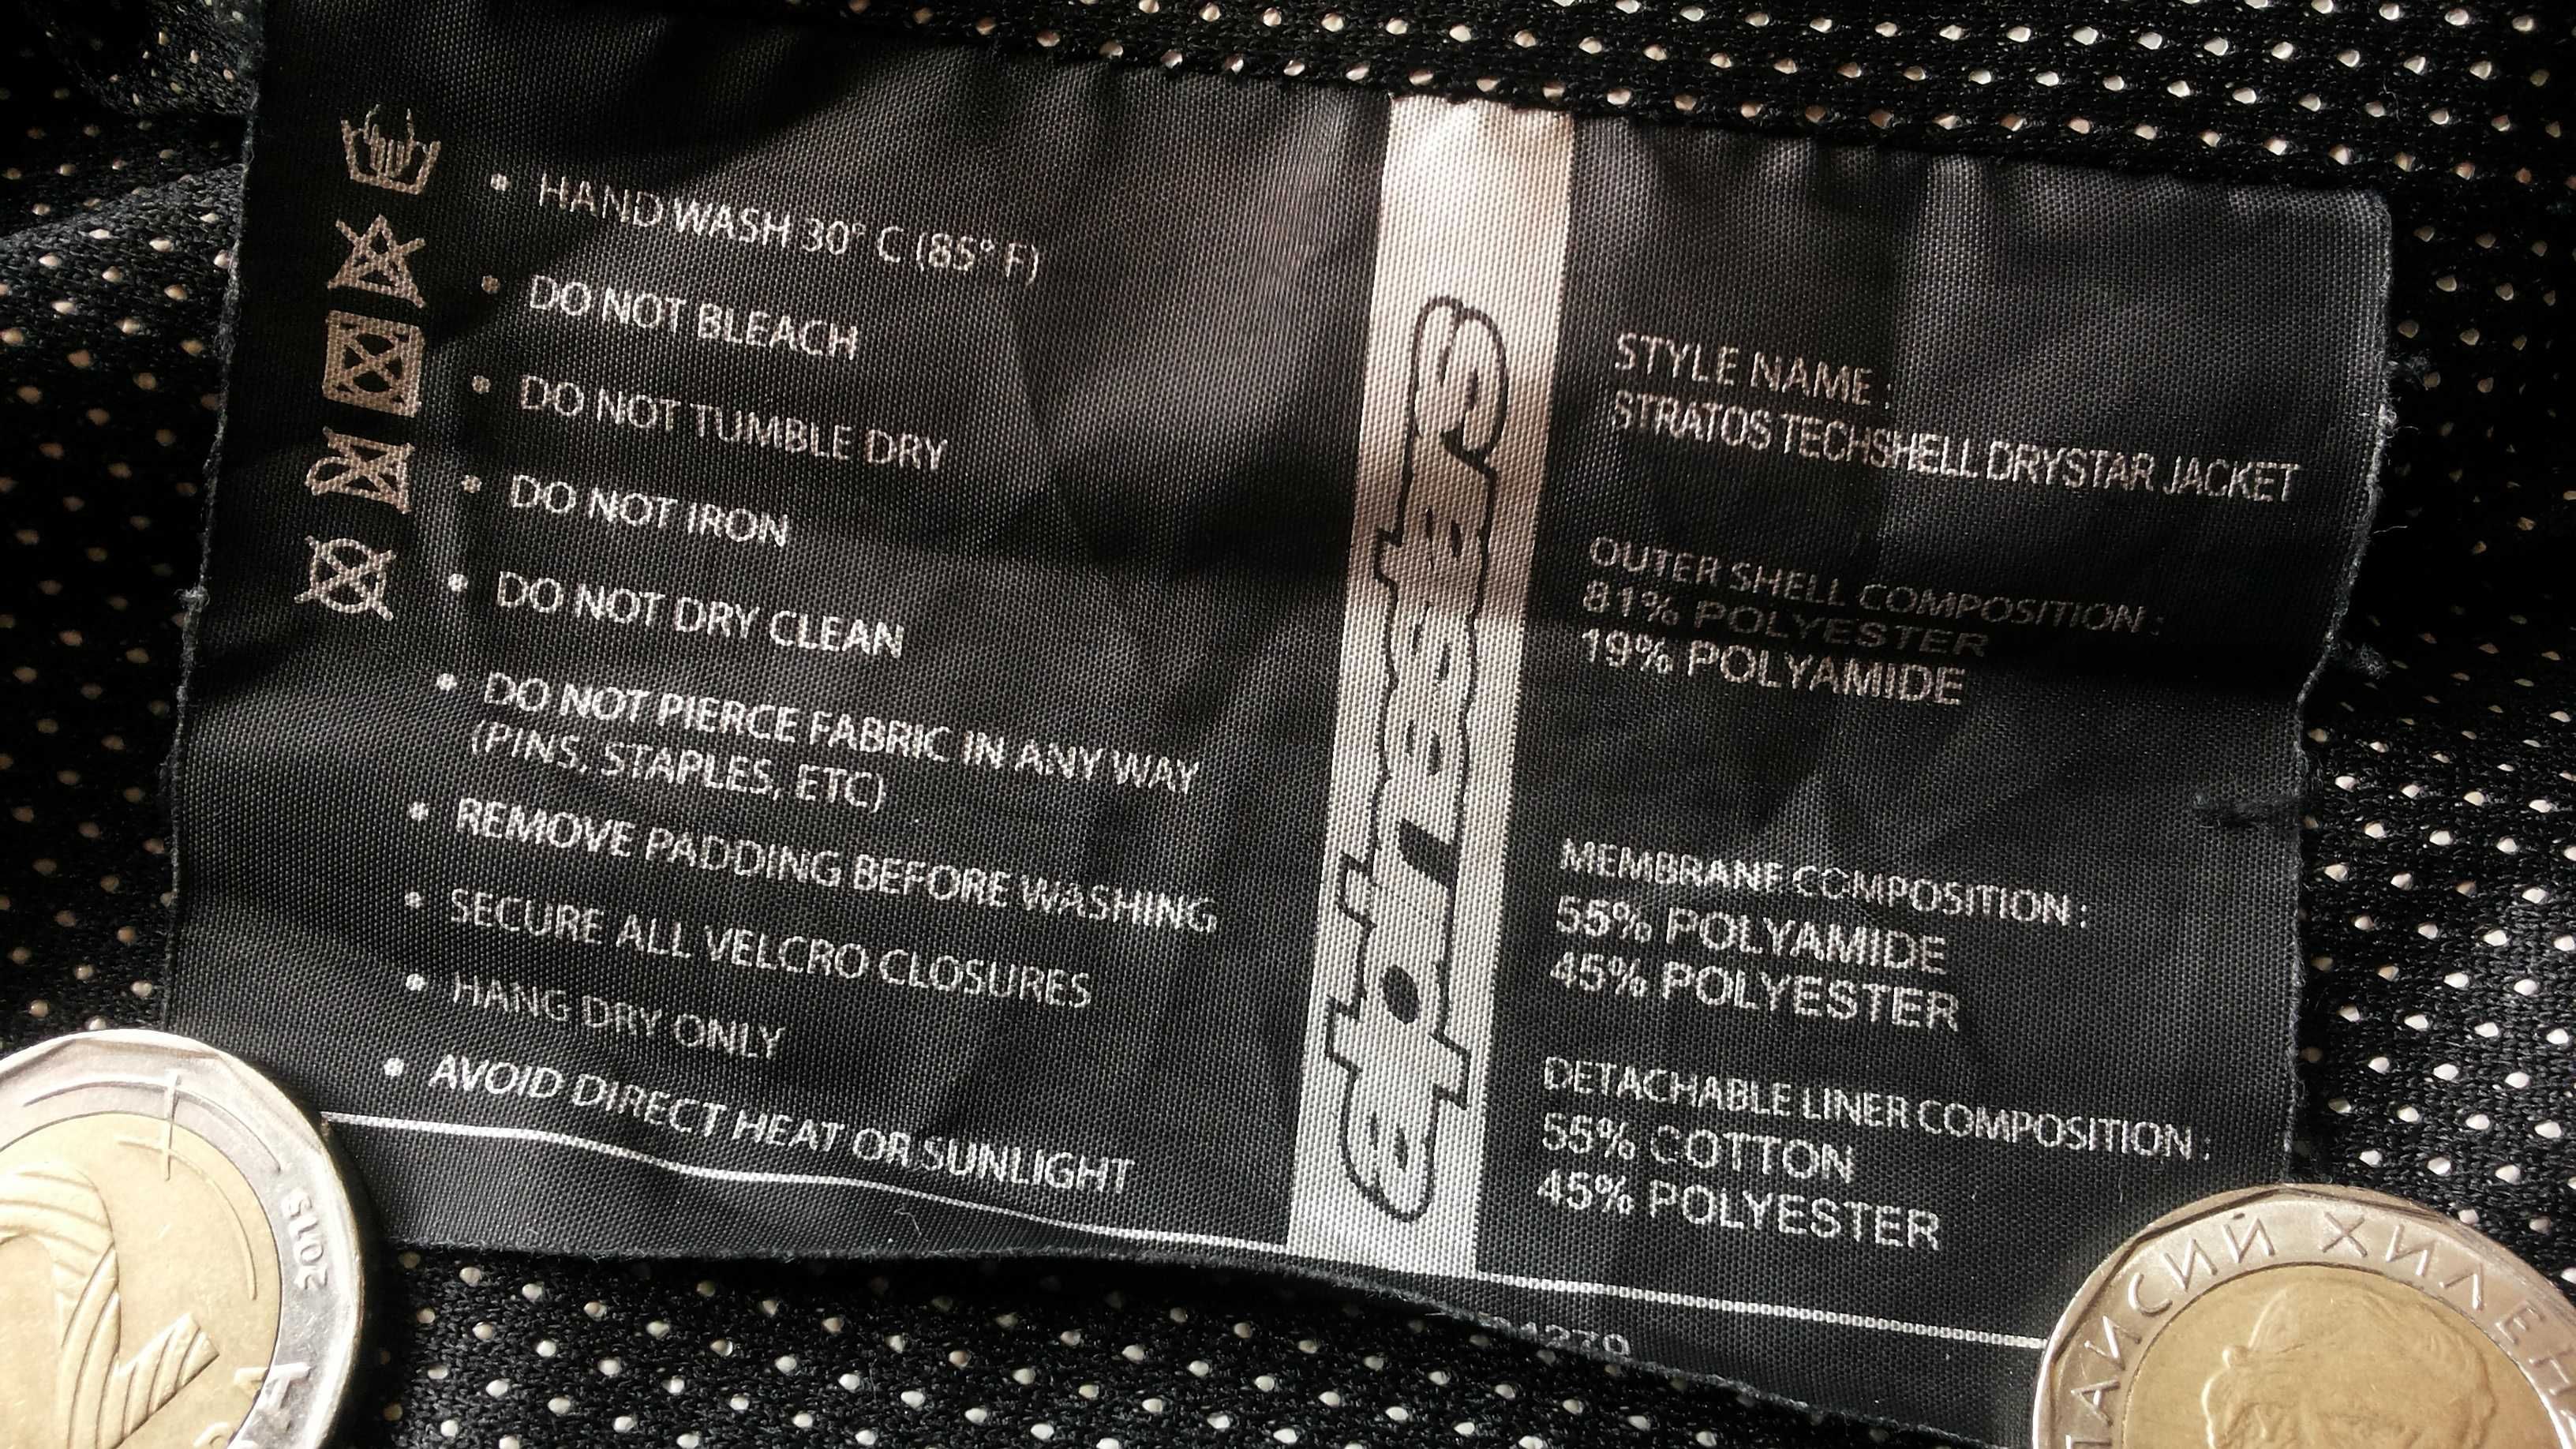 • HAND WASH 30° C (85° F)
• DO NOT BLEACH
• DO NOT TUMBLE DRY
• DO NOT IRON
• DO NOT DRY CLEAN
• DO NOT PIERCE FABRIC IN ANY WAY
(PINS, STAPLES, ETC)
• REMOVE PADDING BEFORE WASHING
• SECURE ALL VELCRO CLOSURES
• HANG DRY ONLY
• AVOID DIRECT HEAT OR SUNLIGHT
alpinestars
STYLE NAME :
STRATOS TECHSHELL DRYSTAR JACKET
OUTER SHELL COMPOSITION :
81% POLYESTER
19% POLYAMIDE
MEMBRANE COMPOSITION :
55% POLYAMIDE
45% POLYESTER
DETACHABLE LINER COMPOSITION :
55% COTTON
45% POLYESTER
2015
2
ПАИСИЙ